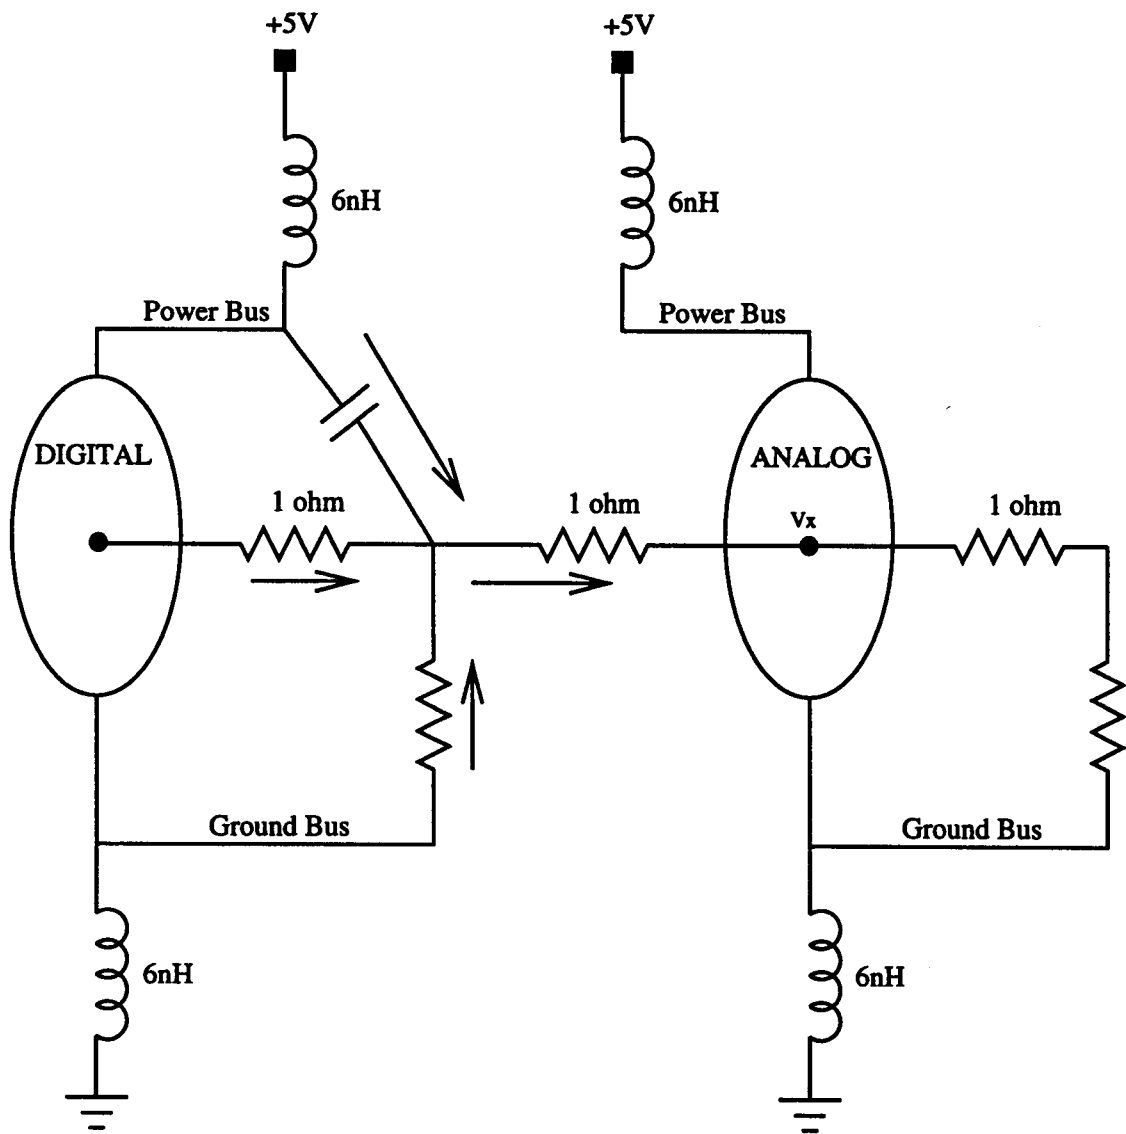 +5V
+5V
6nH
6nH
Power Bus
Power Bus
DIGITAL
ANALOG
1 ohm
1 ohm
Vx
1 ohm
Ground Bus
Ground Bus
6nH
6nH